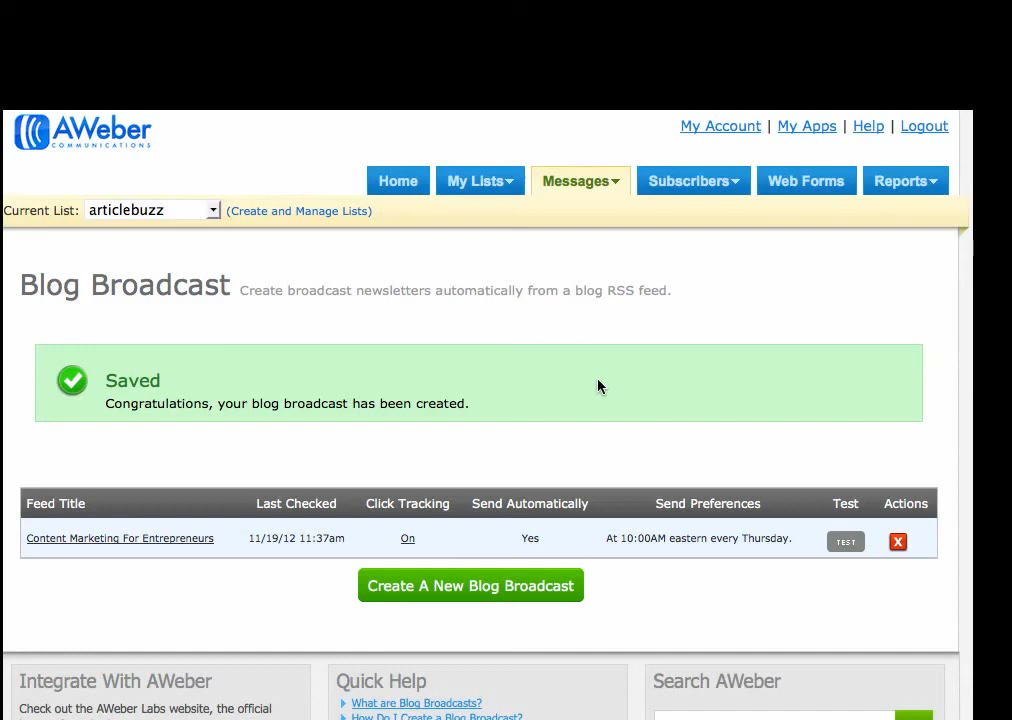 AWeber
COMMUNICATIONS
My Account | My Apps | Help | Logout
Home My Lists Messages Subscribers Web Forms Reports
Current List: articlebuzz (Create and Manage Lists)
Blog Broadcast Create broadcast newsletters automatically from a blog RSS feed.
Saved
Congratulations, your blog broadcast has been created.
Feed Title Last Checked Click Tracking Send Automatically Send Preferences Test Actions
Content Marketing For Entrepreneurs 11/19/12 11:37am On Yes At 10:00AM eastern every Thursday. TEST X
Create A New Blog Broadcast
Integrate With AWeber Quick Help Search AWeber
Check out the AWeber Labs website, the official What are Blog Broadcasts?
How Do I Create a Blog Broadcast?